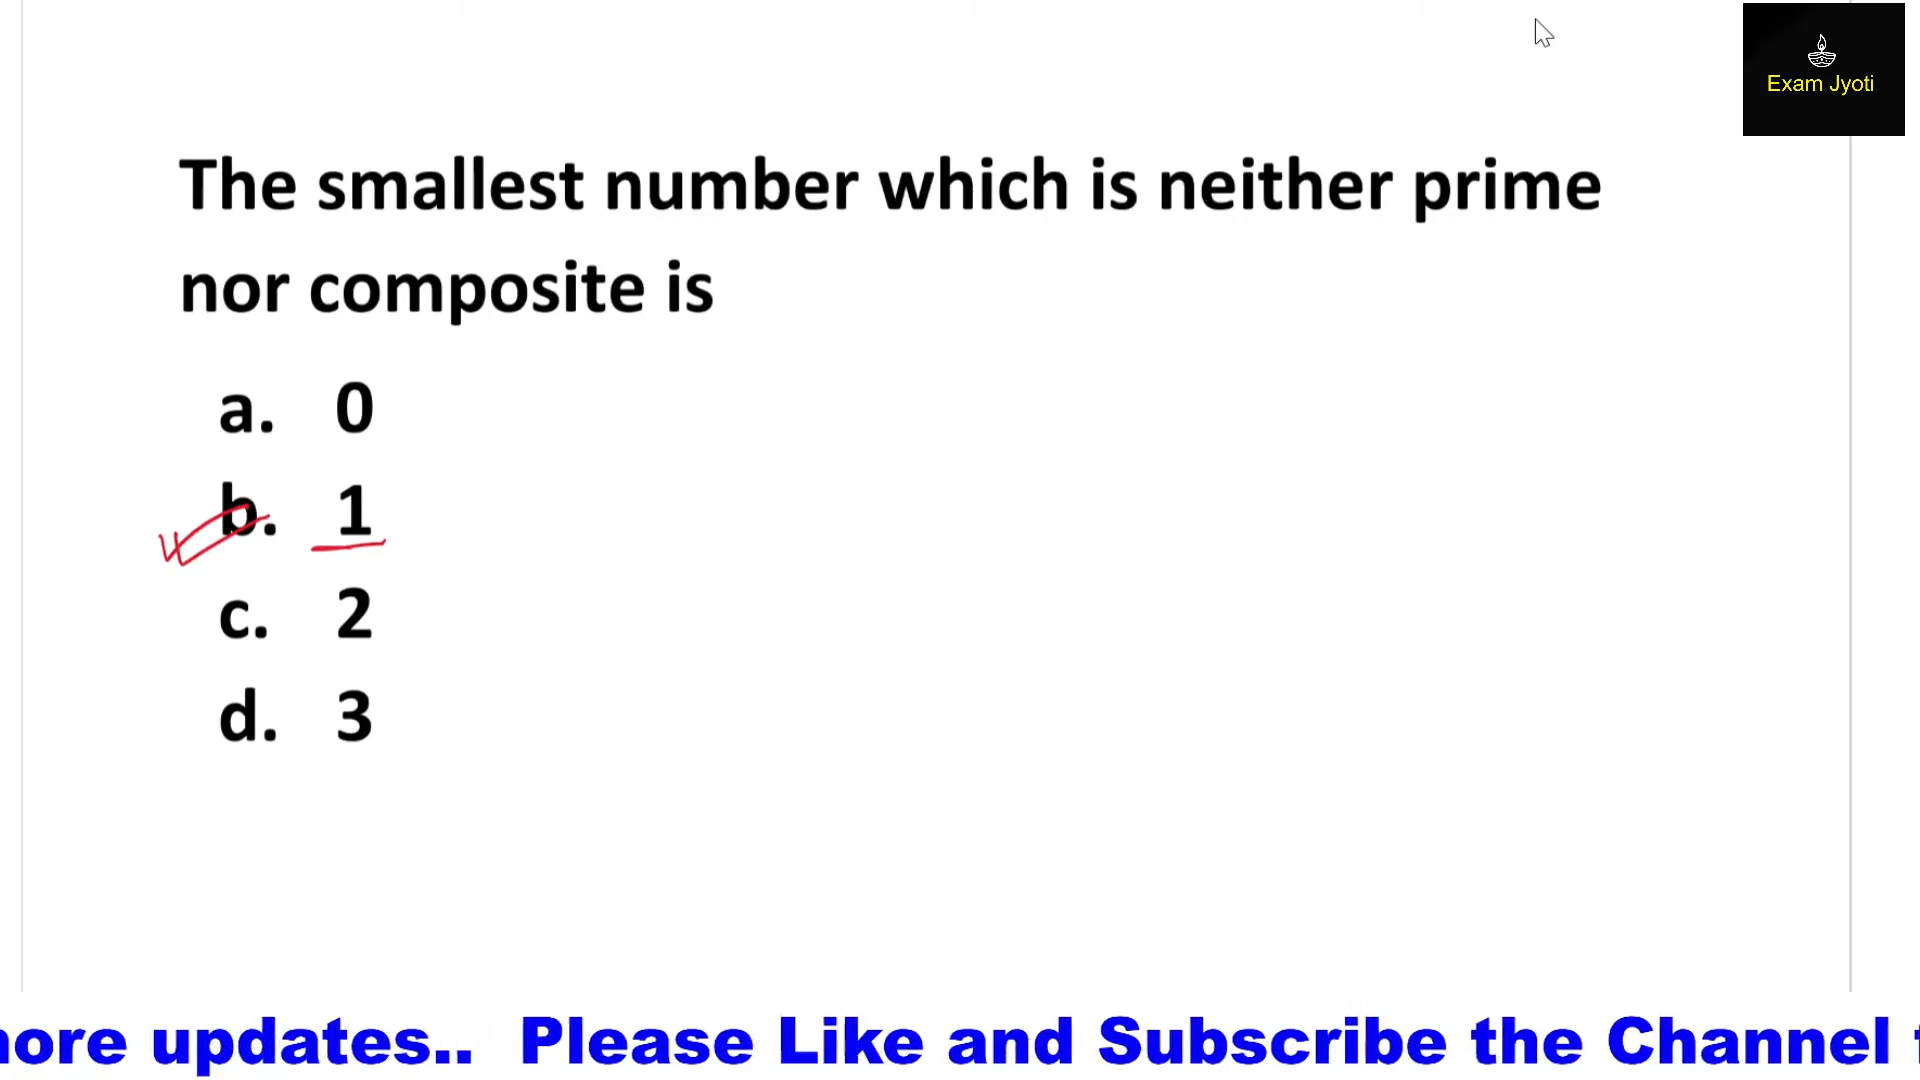 Exam Jyoti
The smallest number which is neither prime
nor composite is
a. 0
b. 1
c. 2
d. 3
updates.. Please Like and Subscribe the Channel